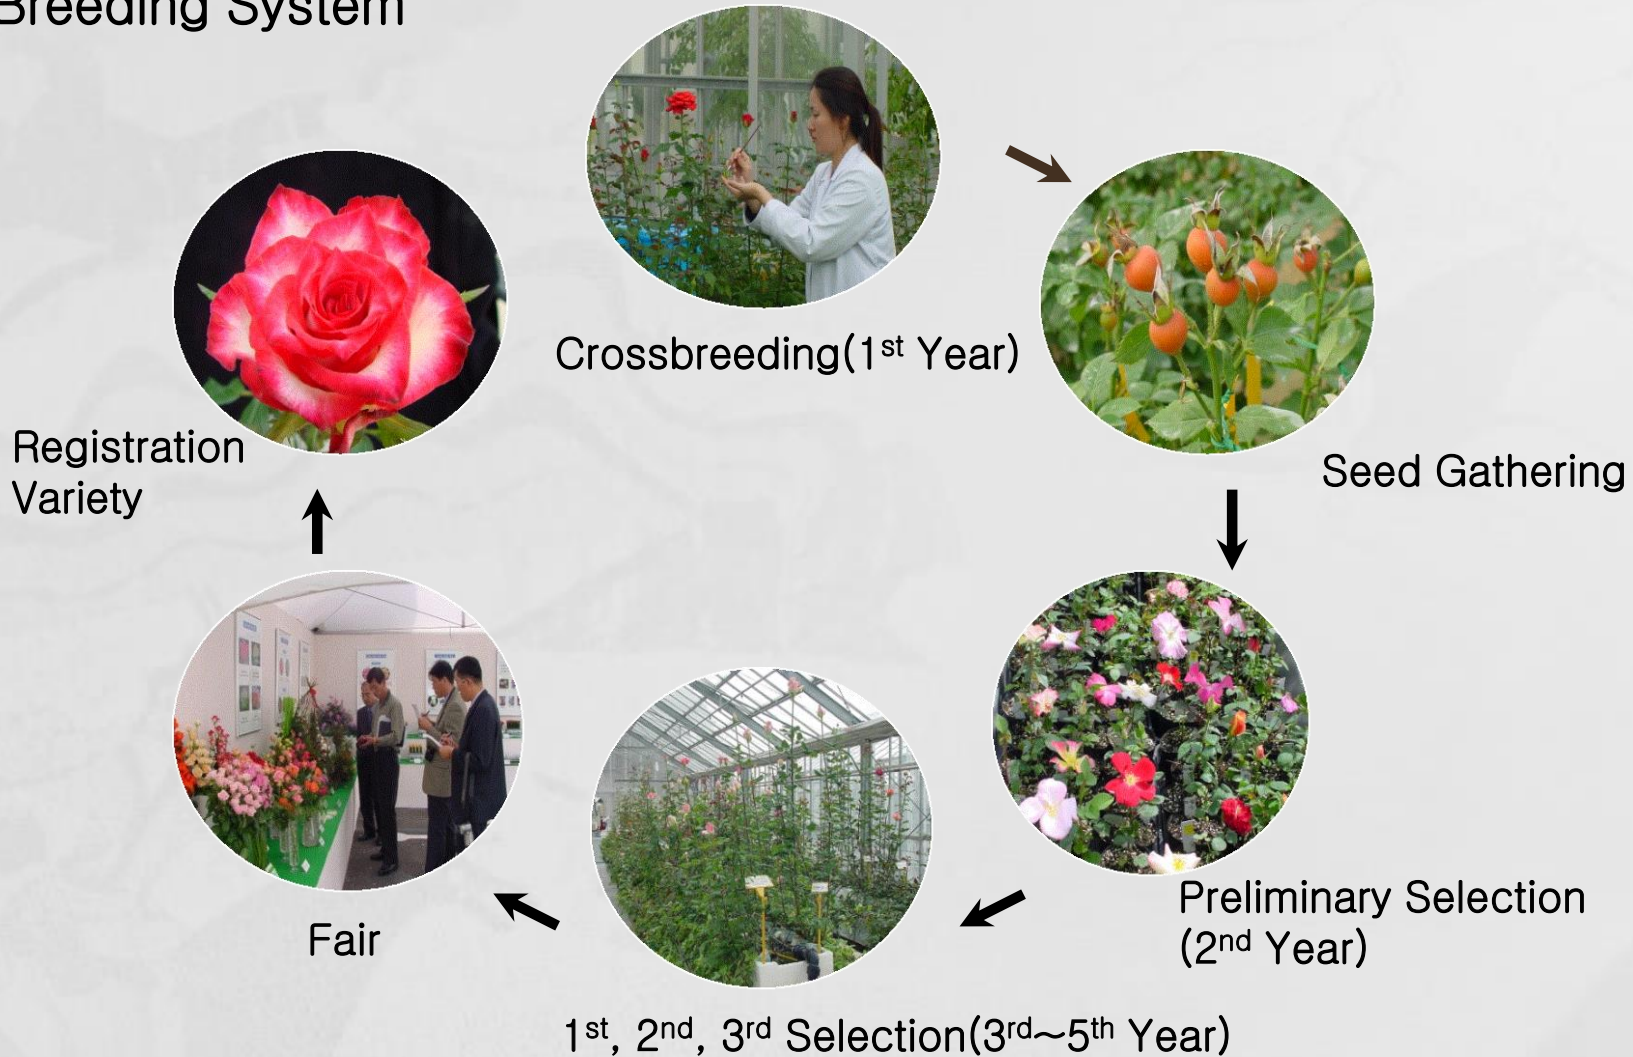 Breeding System
Crossbreeding(1st Year)
Seed Gathering
Preliminary Selection
(2nd Year)
1st, 2nd, 3rd Selection(3rd~5th Year)
Fair
Registration
Variety